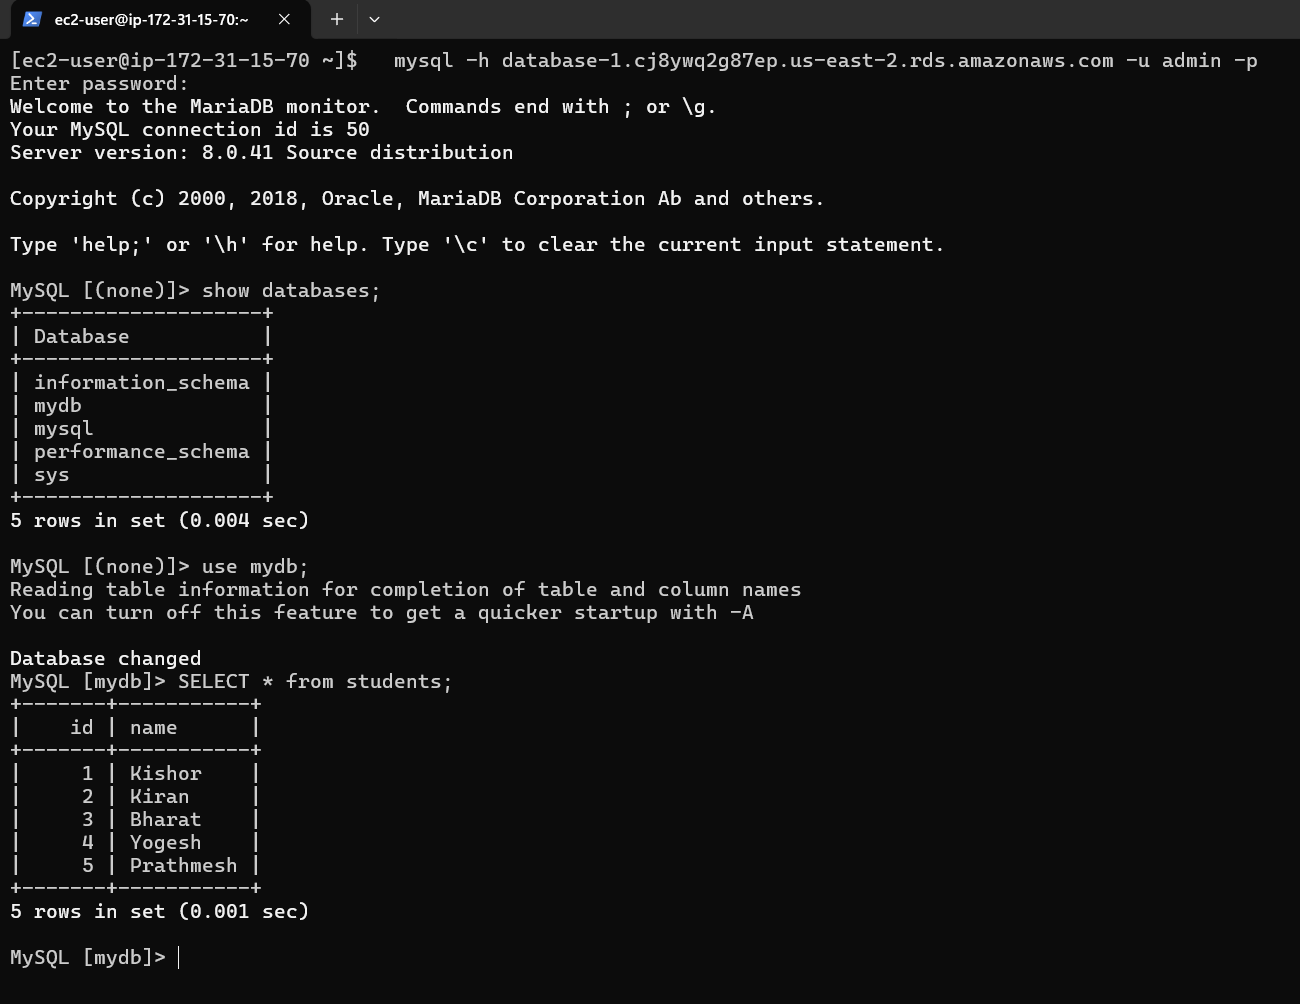 ec2-user@ip-172-31-15-70:~
[ec2-user@ip-172-31-15-70 ~]$   mysql -h database-1.cj8ywq2g87ep.us-east-2.rds.amazonaws.com -u admin -p
Enter password:
Welcome to the MariaDB monitor.  Commands end with ; or \g.
Your MySQL connection id is 50
Server version: 8.0.41 Source distribution

Copyright (c) 2000, 2018, Oracle, MariaDB Corporation Ab and others.

Type 'help;' or '\h' for help. Type '\c' to clear the current input statement.

MySQL [(none)]> show databases;
+--------------------+
| Database           |
+--------------------+
| information_schema |
| mydb               |
| mysql              |
| performance_schema |
| sys                |
+--------------------+
5 rows in set (0.004 sec)

MySQL [(none)]> use mydb;
Reading table information for completion of table and column names
You can turn off this feature to get a quicker startup with -A

Database changed
MySQL [mydb]> SELECT * from students;
+-------+-----------+
|    id | name      |
+-------+-----------+
|     1 | Kishor    |
|     2 | Kiran     |
|     3 | Bharat    |
|     4 | Yogesh    |
|     5 | Prathmesh |
+-------+-----------+
5 rows in set (0.001 sec)

MySQL [mydb]>